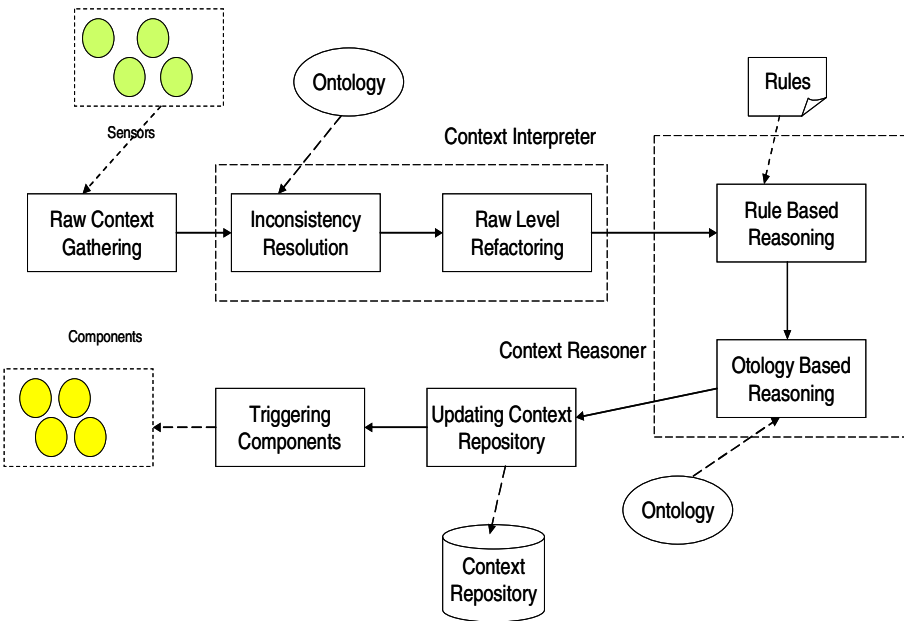 Ontology
Rules
Sensors
Context Interpreter
Raw Context
Gathering
Inconsistency
Resolution
Raw Level
Refactoring
Rule Based
Reasoning
Components
Context Reasoner
Otology Based
Reasoning
Triggering
Components
Updating Context
Repository
Ontology
Context
Repository